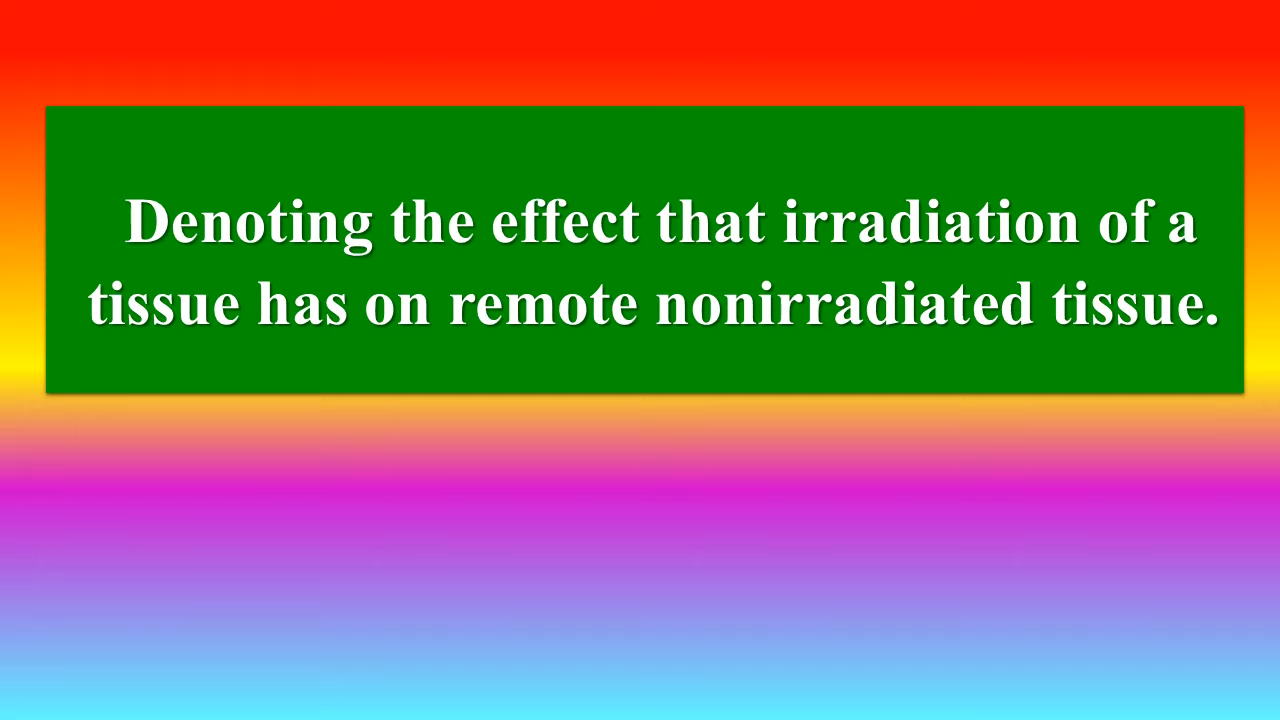 Denoting the effect that irradiation of a
tissue has on remote nonirradiated tissue.